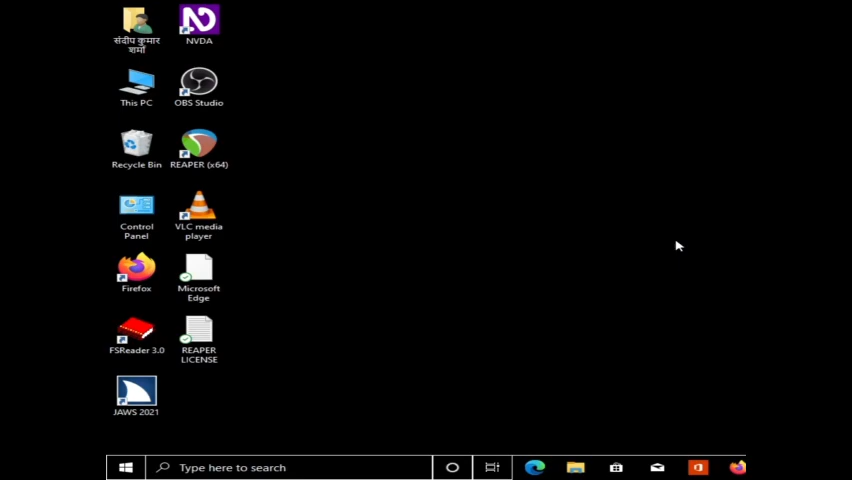 संदीप कुमार
शर्मा
NVDA
This PC
OBS Studio
Recycle Bin
REAPER (x64)
Control
Panel
VLC media
player
Firefox
Microsoft
Edge
FSReader 3.0
REAPER
LICENSE
JAWS 2021
Type here to search